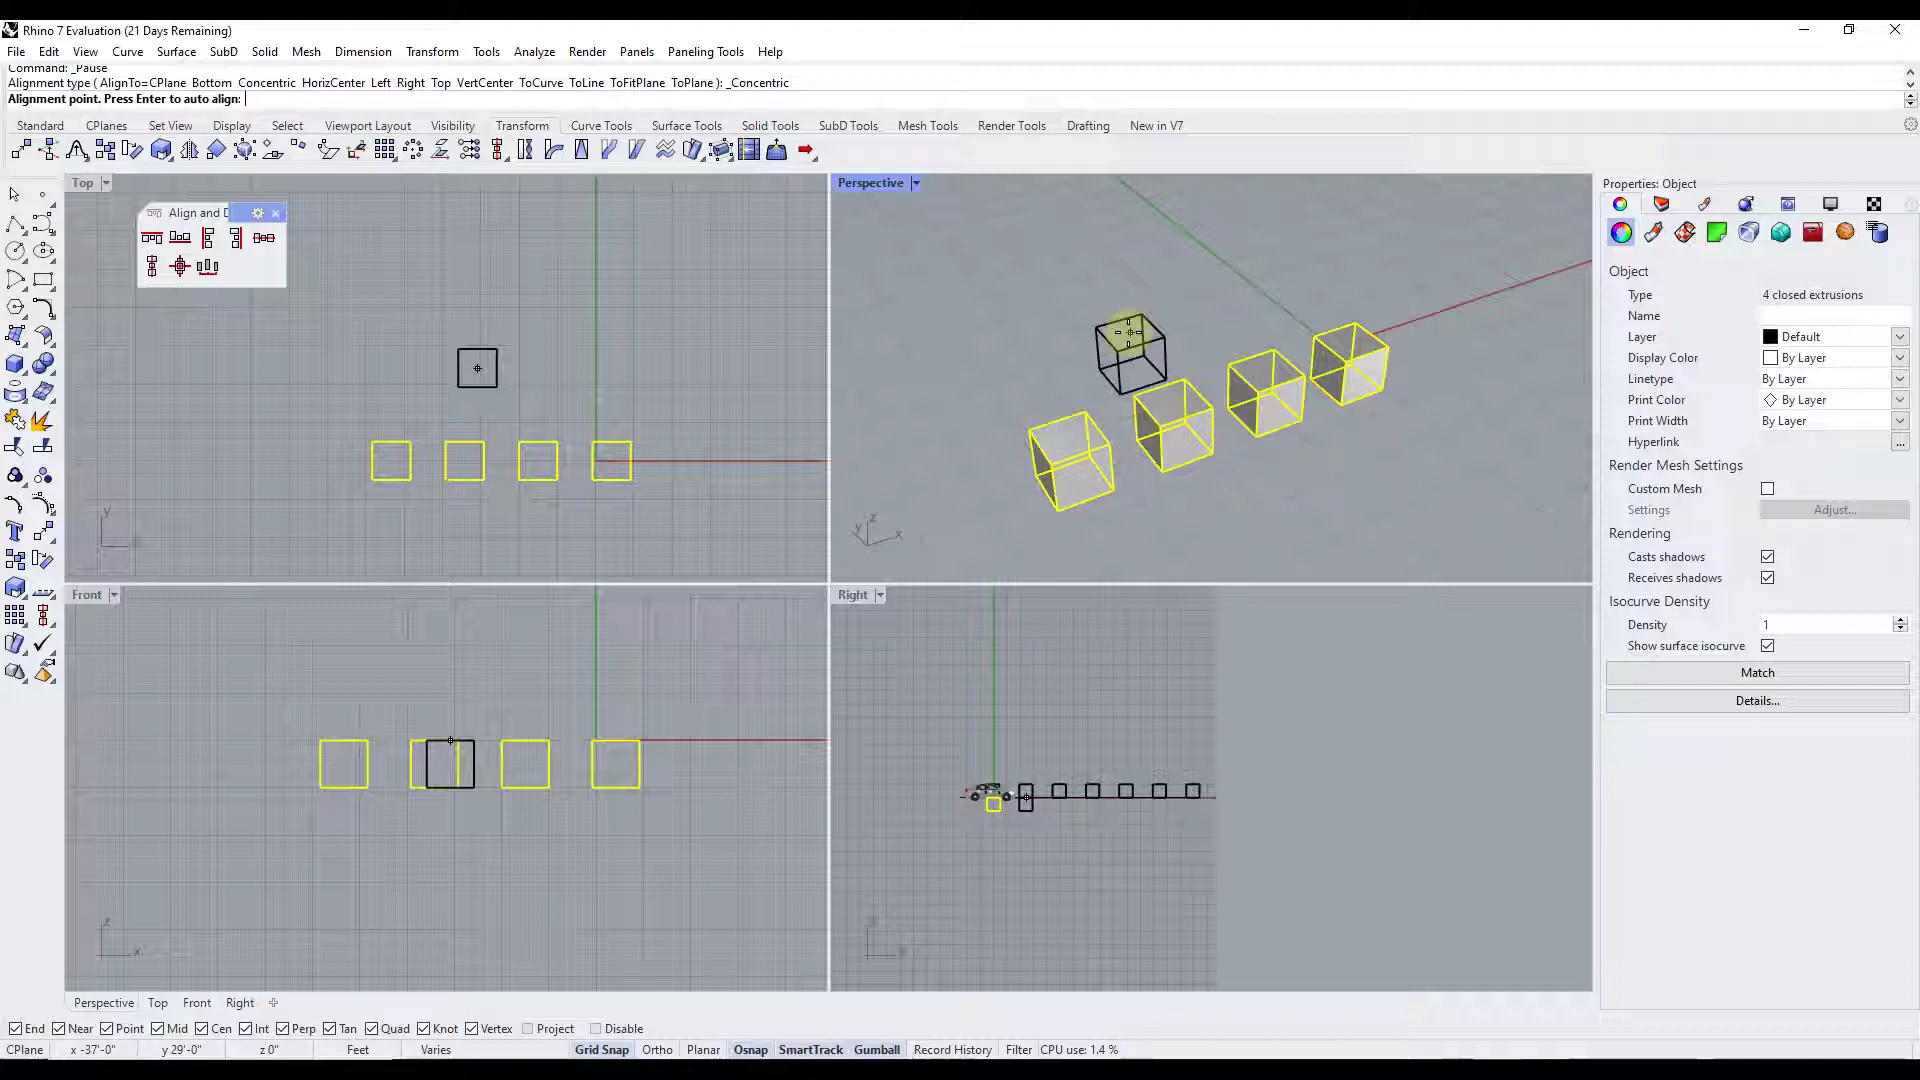 Rhino 7 Evaluation (21 Days Remaining)
File Edit View Curve Surface SubD Solid Mesh Dimension Transform Tools Analyze Render Panels Paneling Tools Help
Command: _Pause
Alignment type ( AlignTo=CPlane Bottom Concentric HorizCenter Left Right Top VertCenter ToCurve ToLine ToFitPlane ToPlane ): _Concentric
Alignment point. Press Enter to auto align:
Standard CPlanes Set View Display Select Viewport Layout Visibility Transform Curve Tools Surface Tools Solid Tools SubD Tools Mesh Tools Render Tools Drafting New in V7
Top
Align and D
y
Perspective
z
y
x
Front
z
x
Right
Properties: Object
Object
Type 4 closed extrusions
Name
Layer Default
Display Color By Layer
Linetype By Layer
Print Color By Layer
Print Width By Layer
Hyperlink ...
Render Mesh Settings
Custom Mesh
Settings Adjust...
Rendering
Casts shadows
Receives shadows
Isocurve Density
Density 1
Show surface isocurve
Match
Details...
Perspective Top Front Right
End Near Point Mid Cen Int Perp Tan Quad Knot Vertex Project Disable
CPlane x -37'-0" y 29'-0" z 0" Feet Varies Grid Snap Ortho Planar Osnap SmartTrack Gumball Record History Filter CPU use: 1.4 %